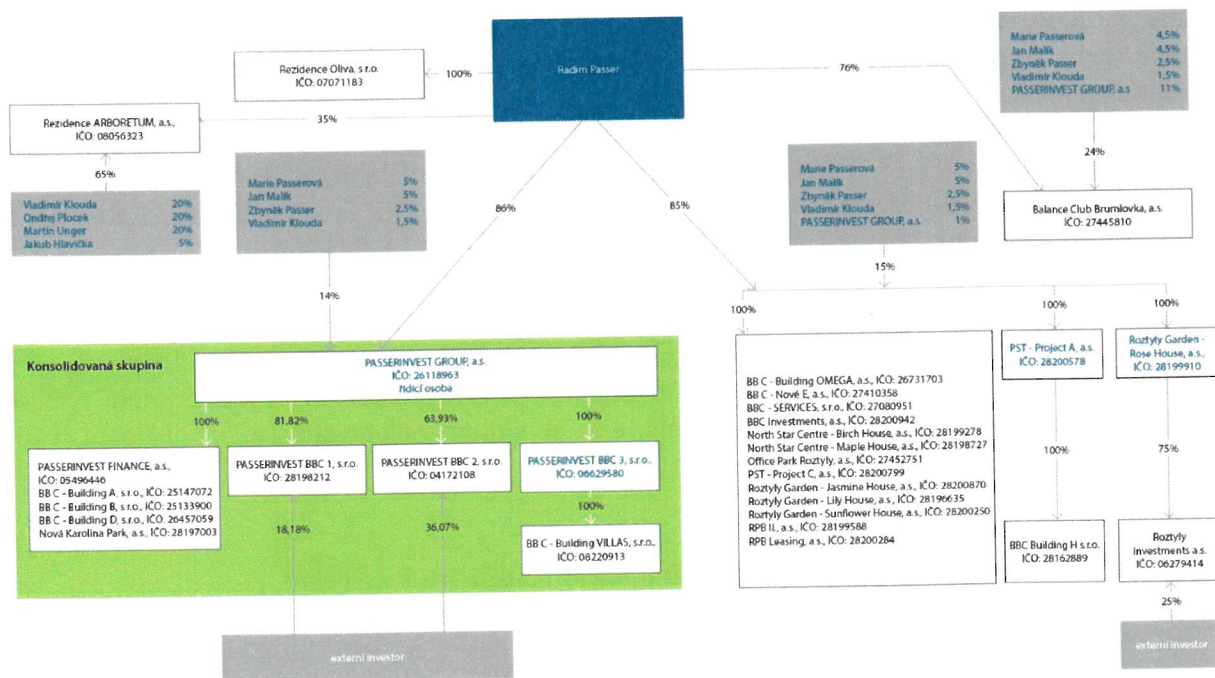 Radim Passer
Rezidence Oliva, s.r.o.
IČO: 07071183
100%
Rezidence ARBORETUM, a.s.,
IČO: 08056323
35%
65%
Vladimír Klouda 20%
Ondřej Plocek 20%
Martin Unger 20%
Jakub Hlavička 5%
Marie Passerová 5%
Jan Malík 5%
Zbyněk Passer 2,5%
Vladimír Klouda 1,5%
14%
86%
85%
76%
Marie Passerová 4,5%
Jan Malík 4,5%
Zbyněk Passer 2,5%
Vladimír Klouda 1,5%
PASSERINVEST GROUP, a.s 11%
24%
Balance Club Brumlovka, a.s.
IČO: 27445810
Marie Passerová 5%
Jan Malík 5%
Zbyněk Passer 2,5%
Vladimír Klouda 1,5%
PASSERINVEST GROUP, a.s. 1%
15%
Konsolidovaná skupina
PASSERINVEST GROUP, a.s.
IČO: 26118963
řídící osoba
100%
81,82%
63,93%
100%
PASSERINVEST FINANCE, a.s.,
IČO: 05496446
BB C - Building A, s.r.o., IČO: 25147072
BB C - Building B, s.r.o., IČO: 25133900
BB C - Building D, s.r.o., IČO: 26457059
Nová Karolina Park, a.s., IČO: 28197003
PASSERINVEST BBC 1, s.r.o.
IČO: 28198212
18,18%
PASSERINVEST BBC 2, s.r.o.
IČO: 04172108
36,07%
PASSERINVEST BBC 3, s.r.o.,
IČO: 06629580
100%
BB C - Building VILLAS, s.r.o.,
IČO: 08220913
externí investor
100%
BB C - Building OMEGA, a.s., IČO: 26731703
BB C - Nové E, a.s., IČO: 27410358
BBC - SERVICES, s.r.o., IČO: 27080951
BBC Investments, a.s., IČO: 28200942
North Star Centre - Birch House, a.s., IČO: 28199278
North Star Centre - Maple House, a.s., IČO: 28198727
Office Park Roztyly, a.s., IČO: 27452751
PST - Project C, a.s., IČO: 28200799
Roztyly Garden - Jasmine House, a.s., IČO: 28200870
Roztyly Garden - Lily House, a.s., IČO: 28196635
Roztyly Garden - Sunflower House, a.s., IČO: 28200250
RPB II., a.s., IČO: 28199588
RPB Leasing, a.s., IČO: 28200284
100%
PST - Project A, a.s.
IČO: 28200578
100%
BBC Building H s.r.o.
IČO: 28162889
100%
Roztyly Garden -
Rose House, a.s.,
IČO: 28199910
75%
Roztyly
Investments a.s.
IČO: 06279414
25%
externí investor